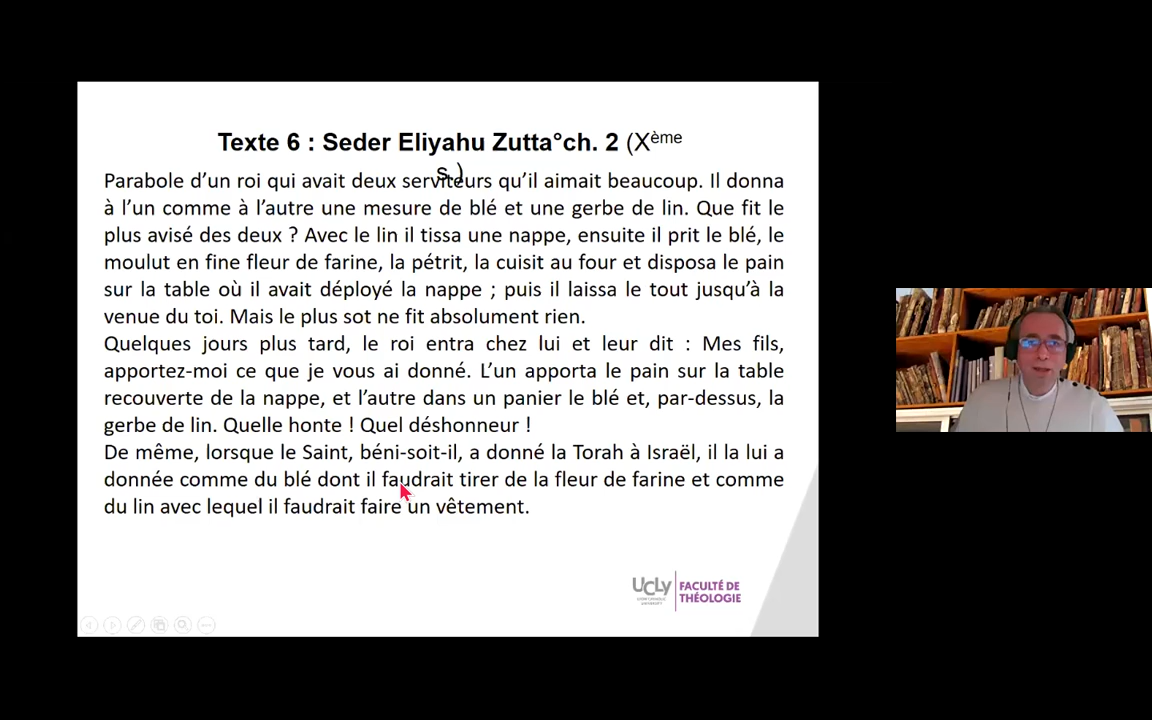 Texte 6 : Seder Eliyahu Zutta°ch. 2 (Xème
s.)
Parabole d’un roi qui avait deux serviteurs qu’il aimait beaucoup. Il donna
à l’un comme à l’autre une mesure de blé et une gerbe de lin. Que fit le
plus avisé des deux ? Avec le lin il tissa une nappe, ensuite il prit le blé, le
moulut en fine fleur de farine, la pétrit, la cuisit au four et disposa le pain
sur la table où il avait déployé la nappe ; puis il laissa le tout jusqu’à la
venue du toi. Mais le plus sot ne fit absolument rien.
Quelques jours plus tard, le roi entra chez lui et leur dit : Mes fils,
apportez-moi ce que je vous ai donné. L’un apporta le pain sur la table
recouverte de la nappe, et l’autre dans un panier le blé et, par-dessus, la
gerbe de lin. Quelle honte ! Quel déshonneur !
De même, lorsque le Saint, béni-soit-il, a donné la Torah à Israël, il la lui a
donnée comme du blé dont il faudrait tirer de la fleur de farine et comme
du lin avec lequel il faudrait faire un vêtement.
UCLy
FACULTÉ DE
THÉOLOGIE